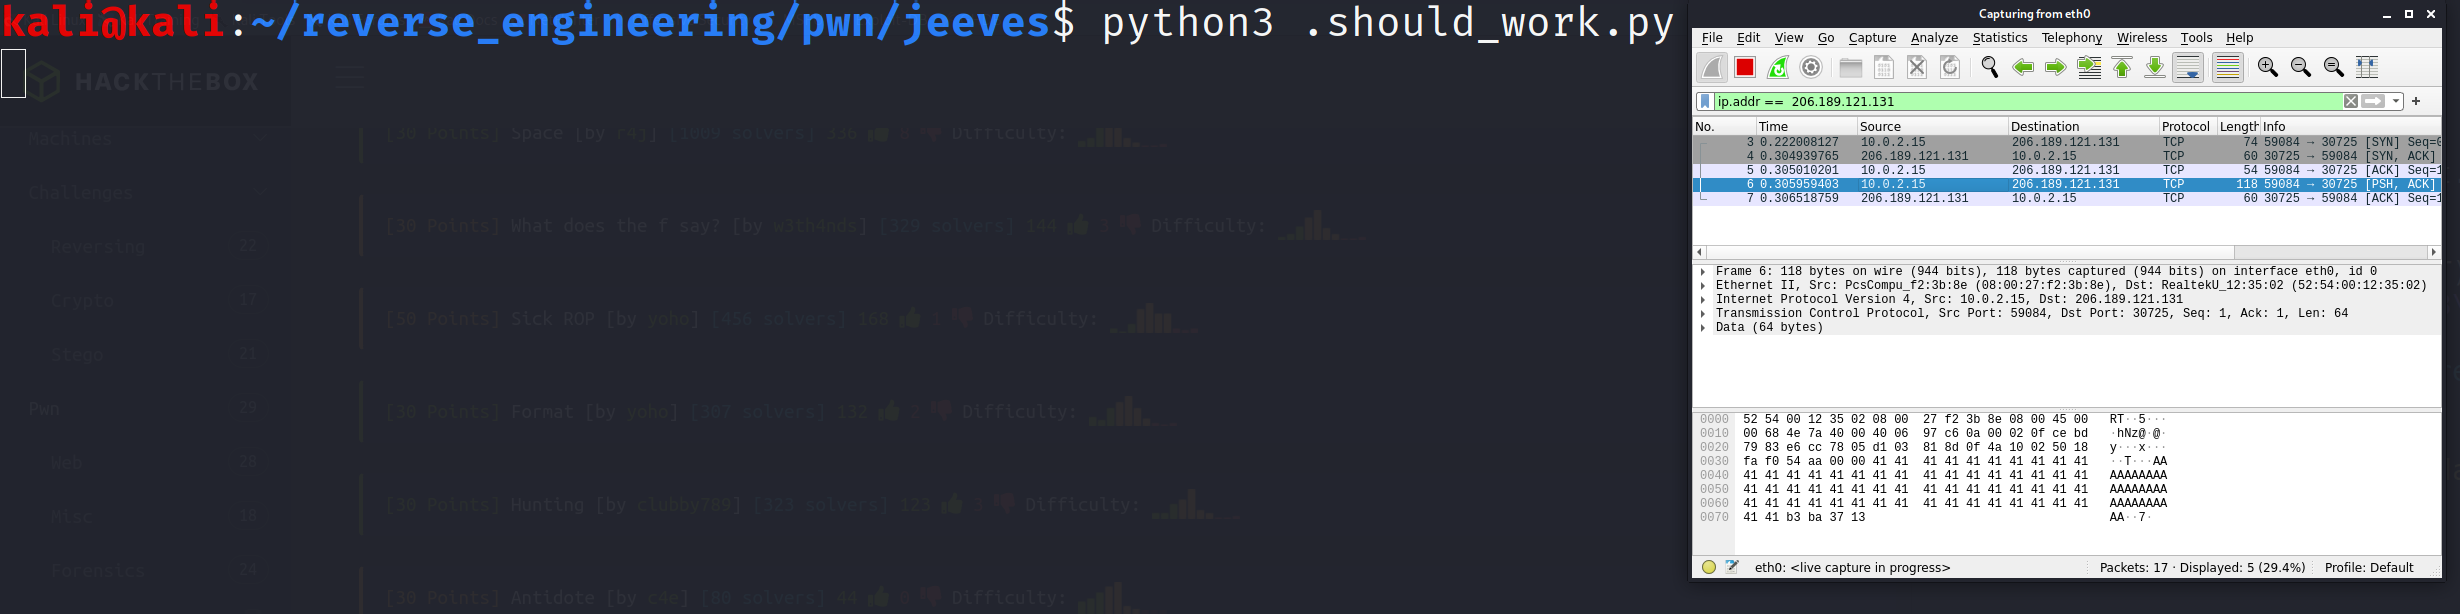 kali@kali:~/reverse_engineering/pwn/jeeves$ python3 .should_work.py
HACKTHEBOX
Machines
Challenges
Reversing 22
Crypto 17
Stego 21
Pwn 29
Web 28
Misc 18
Forensics 24
[30 Points] Space [by r4j] [1009 solvers] 336 Difficulty:
[30 Points] What does the f say? [by w3th4nds] [329 solvers] 144 3 Difficulty:
[50 Points] Sick ROP [by yoho] [456 solvers] 168 1 Difficulty:
[30 Points] Format [by yoho] [307 solvers] 132 2 Difficulty:
[30 Points] Hunting [by clubby789] [323 solvers] 123 Difficulty:
[30 Points] Antidote [by c4e] [80 solvers] 44 Difficulty:
Capturing from eth0
File Edit View Go Capture Analyze Statistics Telephony Wireless Tools Help
ip.addr == 206.189.121.131
No. Time Source Destination Protocol Length Info
3 0.222008127 10.0.2.15 206.189.121.131 TCP 74 59084 → 30725 [SYN] Seq=0
4 0.304939765 206.189.121.131 10.0.2.15 TCP 60 30725 → 59084 [SYN, ACK]
5 0.305010201 10.0.2.15 206.189.121.131 TCP 54 59084 → 30725 [ACK] Seq=1
6 0.305959403 10.0.2.15 206.189.121.131 TCP 118 59084 → 30725 [PSH, ACK]
7 0.306518759 206.189.121.131 10.0.2.15 TCP 60 30725 → 59084 [ACK] Seq=1
Frame 6: 118 bytes on wire (944 bits), 118 bytes captured (944 bits) on interface eth0, id 0
Ethernet II, Src: PcsCompu_f2:3b:8e (08:00:27:f2:3b:8e), Dst: RealtekU_12:35:02 (52:54:00:12:35:02)
Internet Protocol Version 4, Src: 10.0.2.15, Dst: 206.189.121.131
Transmission Control Protocol, Src Port: 59084, Dst Port: 30725, Seq: 1, Ack: 1, Len: 64
Data (64 bytes)
0000 52 54 00 12 35 02 08 00 27 f2 3b 8e 08 00 45 00 RT··5···
0010 00 68 4e 7a 40 00 40 06 97 c6 0a 00 02 0f ce bd ·hNz@·@·
0020 79 83 e6 cc 78 05 d1 03 81 8d 0f 4a 10 02 50 18 y···x···
0030 fa f0 54 aa 00 00 41 41 41 41 41 41 41 41 41 41 ··T···AA
0040 41 41 41 41 41 41 41 41 41 41 41 41 41 41 41 41 AAAAAAAA
0050 41 41 41 41 41 41 41 41 41 41 41 41 41 41 41 41 AAAAAAAA
0060 41 41 41 41 41 41 41 41 41 41 41 41 41 41 41 41 AAAAAAAA
0070 41 41 b3 ba 37 13 AA··7·
eth0: <live capture in progress> Packets: 17 · Displayed: 5 (29.4%) Profile: Default